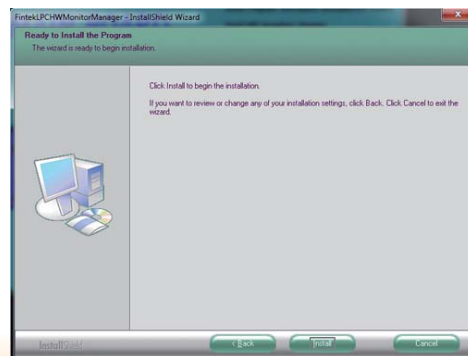 FintekLPCHWMonitorManager - InstallShield Wizard
Ready to Install the Program
The wizard is ready to begin installation.
Click Install to begin the installation.
If you want to review or change any of your installation settings, click Back. Click Cancel to exit the
wizard.
InstallShield
< Back
Install
Cancel